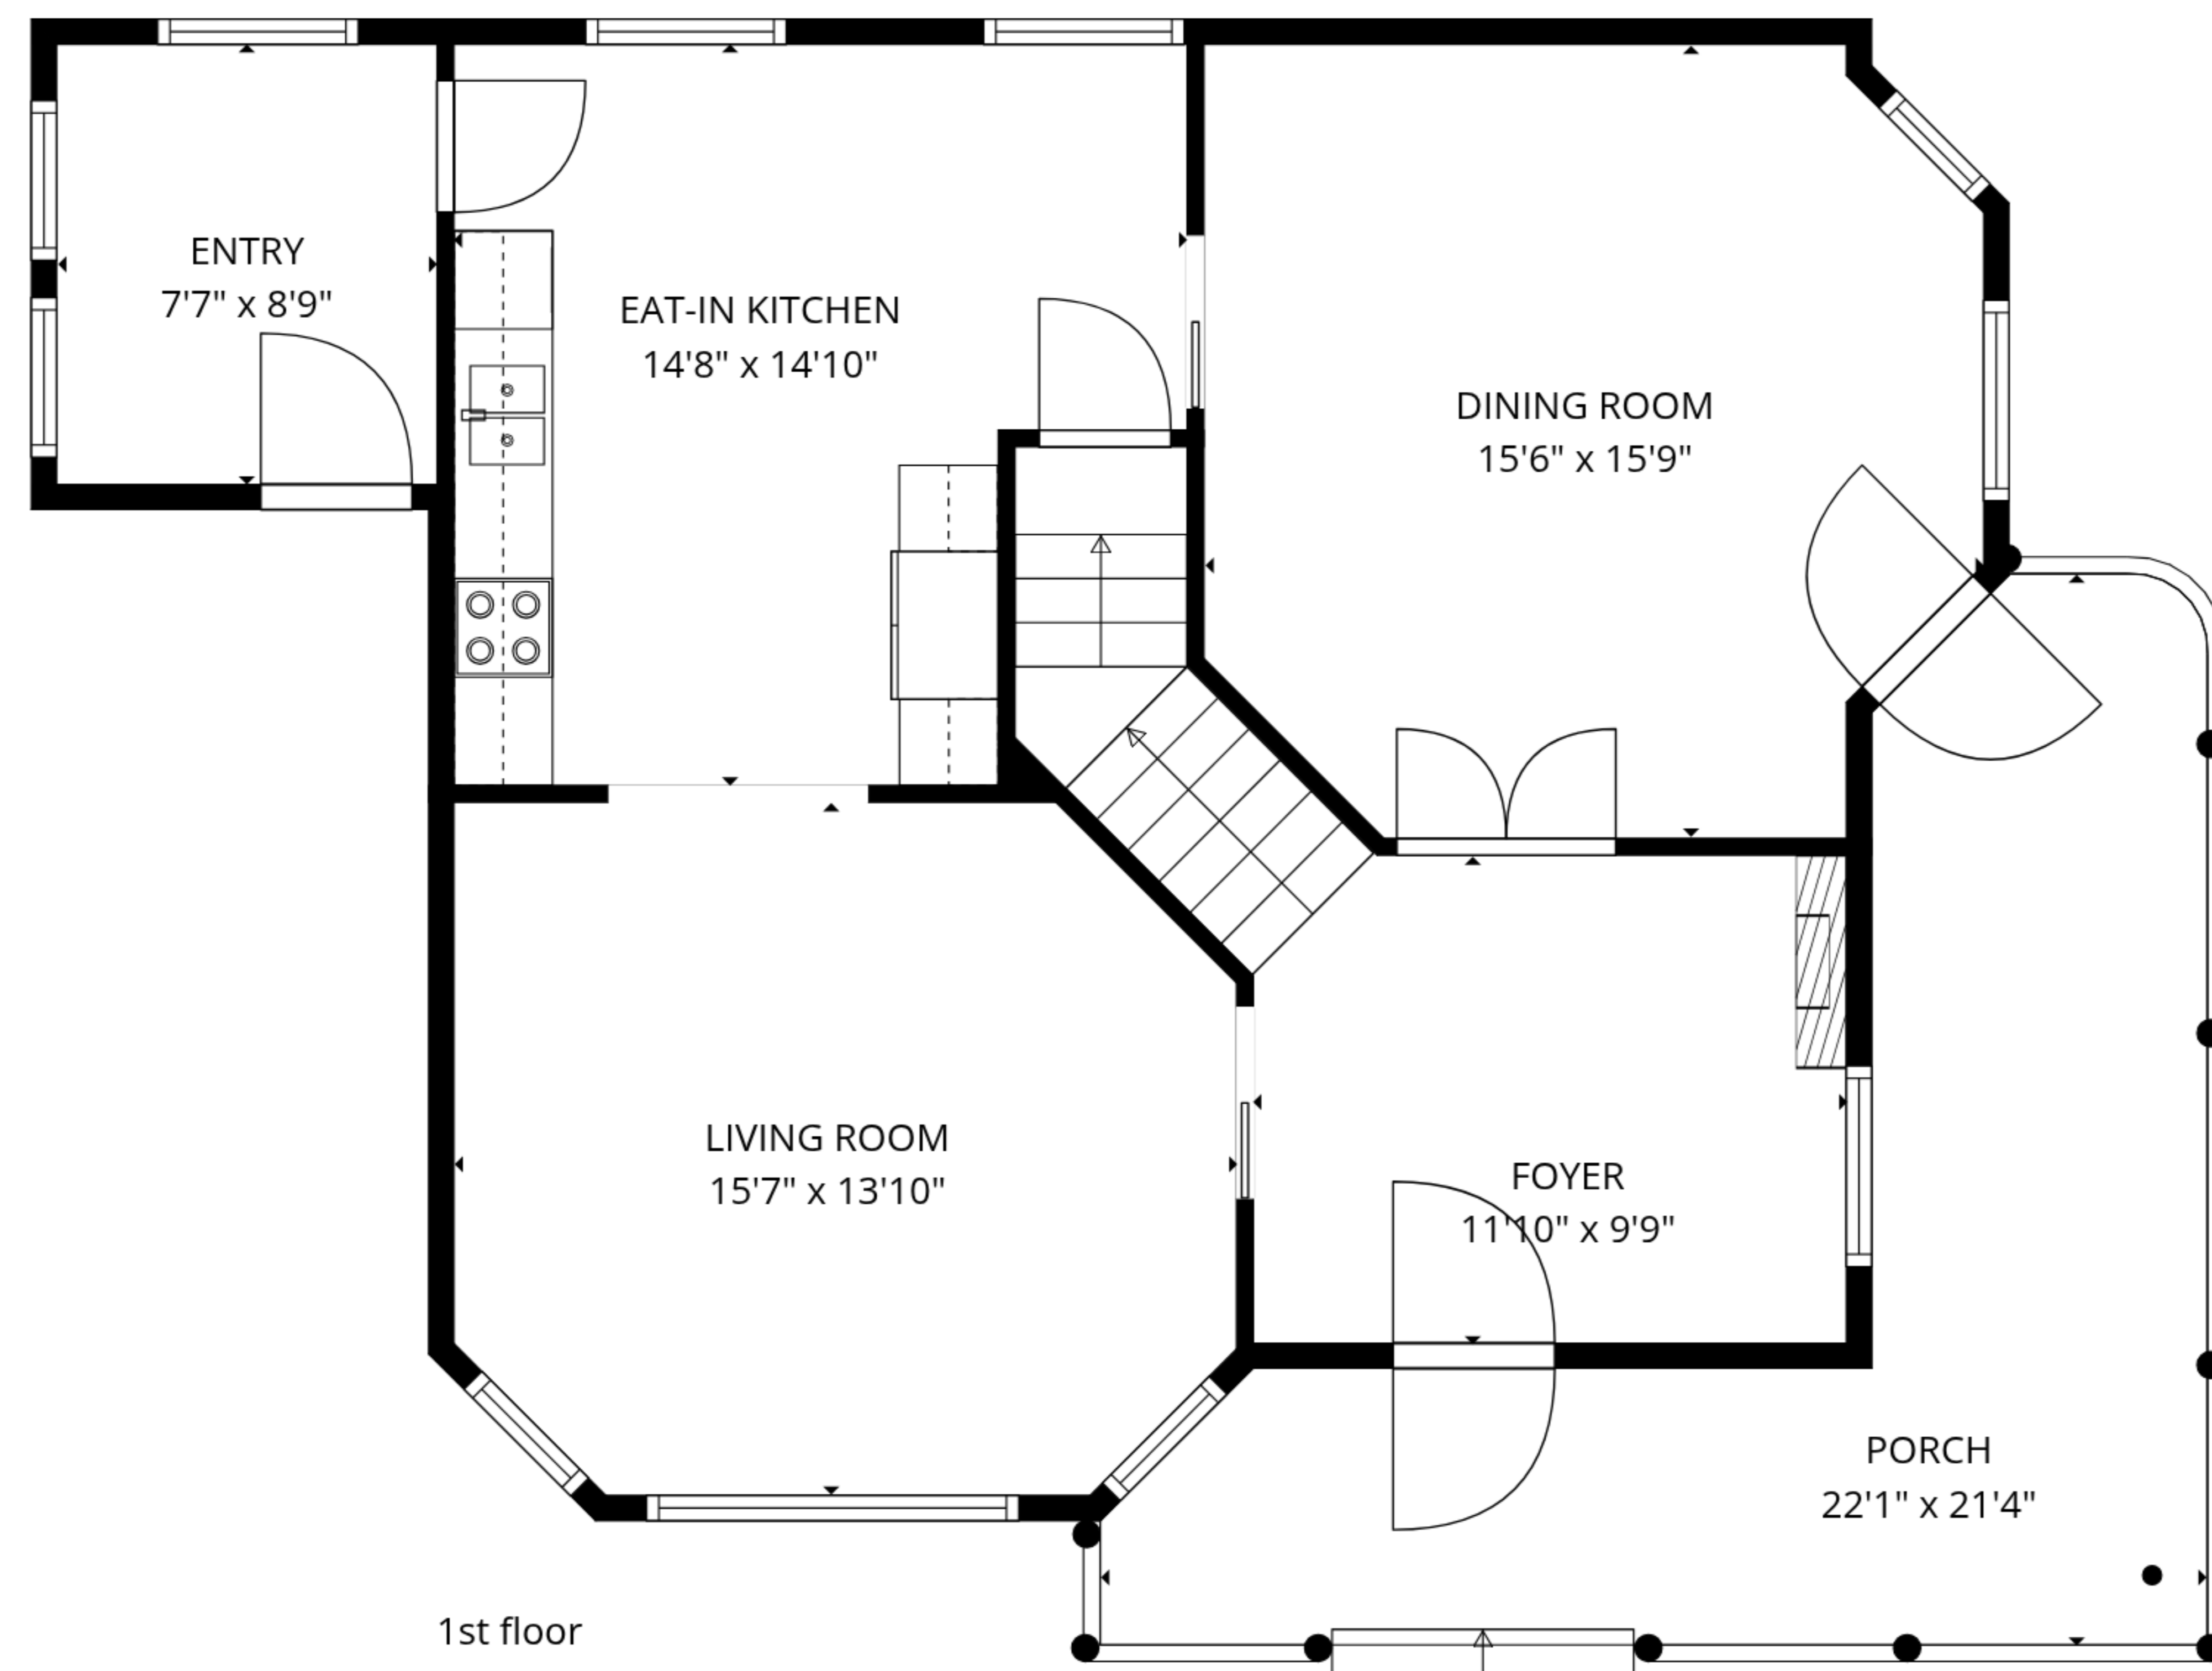 ENTRY
7'7" x 8'9"
EAT-IN KITCHEN
14'8" x 14'10"
DINING ROOM
15'6" x 15'9"
LIVING ROOM
15'7" x 13'10"
FOYER
11'10" x 9'9"
PORCH
22'1" x 21'4"
1st floor